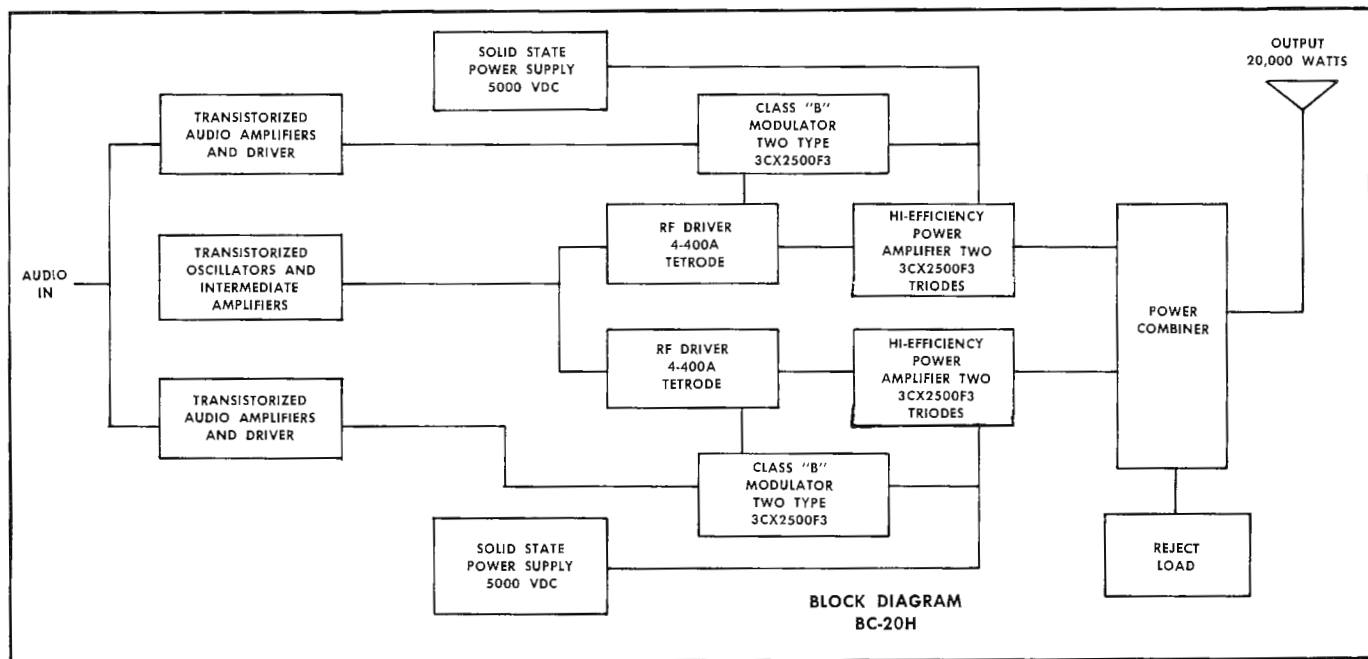 SOLID STATE
POWER SUPPLY
5000 VDC
OUTPUT
20,000 WATTS
TRANSISTORIZED
AUDIO AMPLIFIERS
AND DRIVER
CLASS "B"
MODULATOR
TWO TYPE
3CX2500F3
AUDIO
IN
TRANSISTORIZED
OSCILLATORS AND
INTERMEDIATE
AMPLIFIERS
RF DRIVER
4-400A
TETRODE
HI-EFFICIENCY
POWER
AMPLIFIER TWO
3CX2500F3
TRIODES
POWER
COMBINER
RF DRIVER
4-400A
TETRODE
HI-EFFICIENCY
POWER
AMPLIFIER TWO
3CX2500F3
TRIODES
TRANSISTORIZED
AUDIO AMPLIFIERS
AND DRIVER
CLASS "B"
MODULATOR
TWO TYPE
3CX2500F3
SOLID STATE
POWER SUPPLY
5000 VDC
REJECT
LOAD
BLOCK DIAGRAM
BC-20H